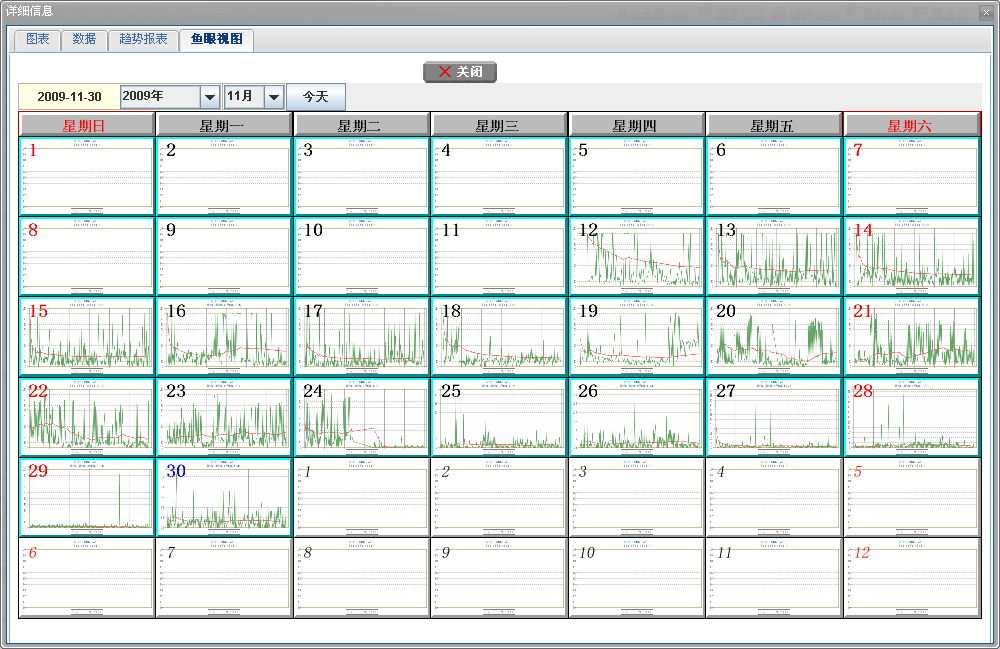 详细信息
图表 数据 趋势报表 鱼眼视图
关闭
2009-11-30 2009年 11月 今天
星期日 星期一 星期二 星期三 星期四 星期五 星期六
1 2 3 4 5 6 7
8 9 10 11 12 13 14
15 16 17 18 19 20 21
22 23 24 25 26 27 28
29 30 1 2 3 4 5
6 7 8 9 10 11 12